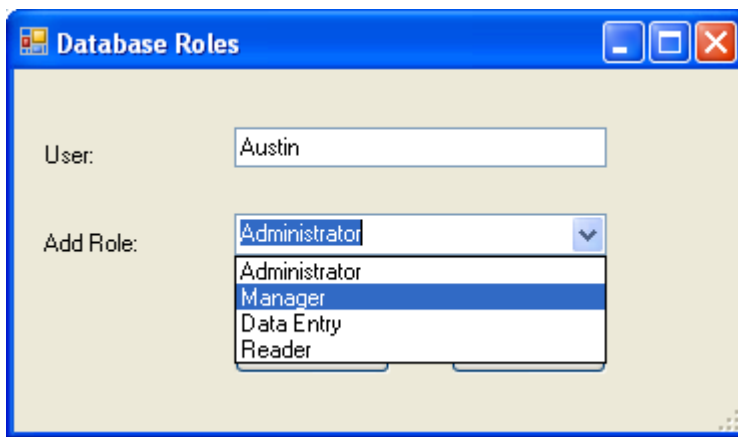 Database Roles
User:
Austin
Add Role:
Administrator
Administrator
Manager
Data Entry
Reader